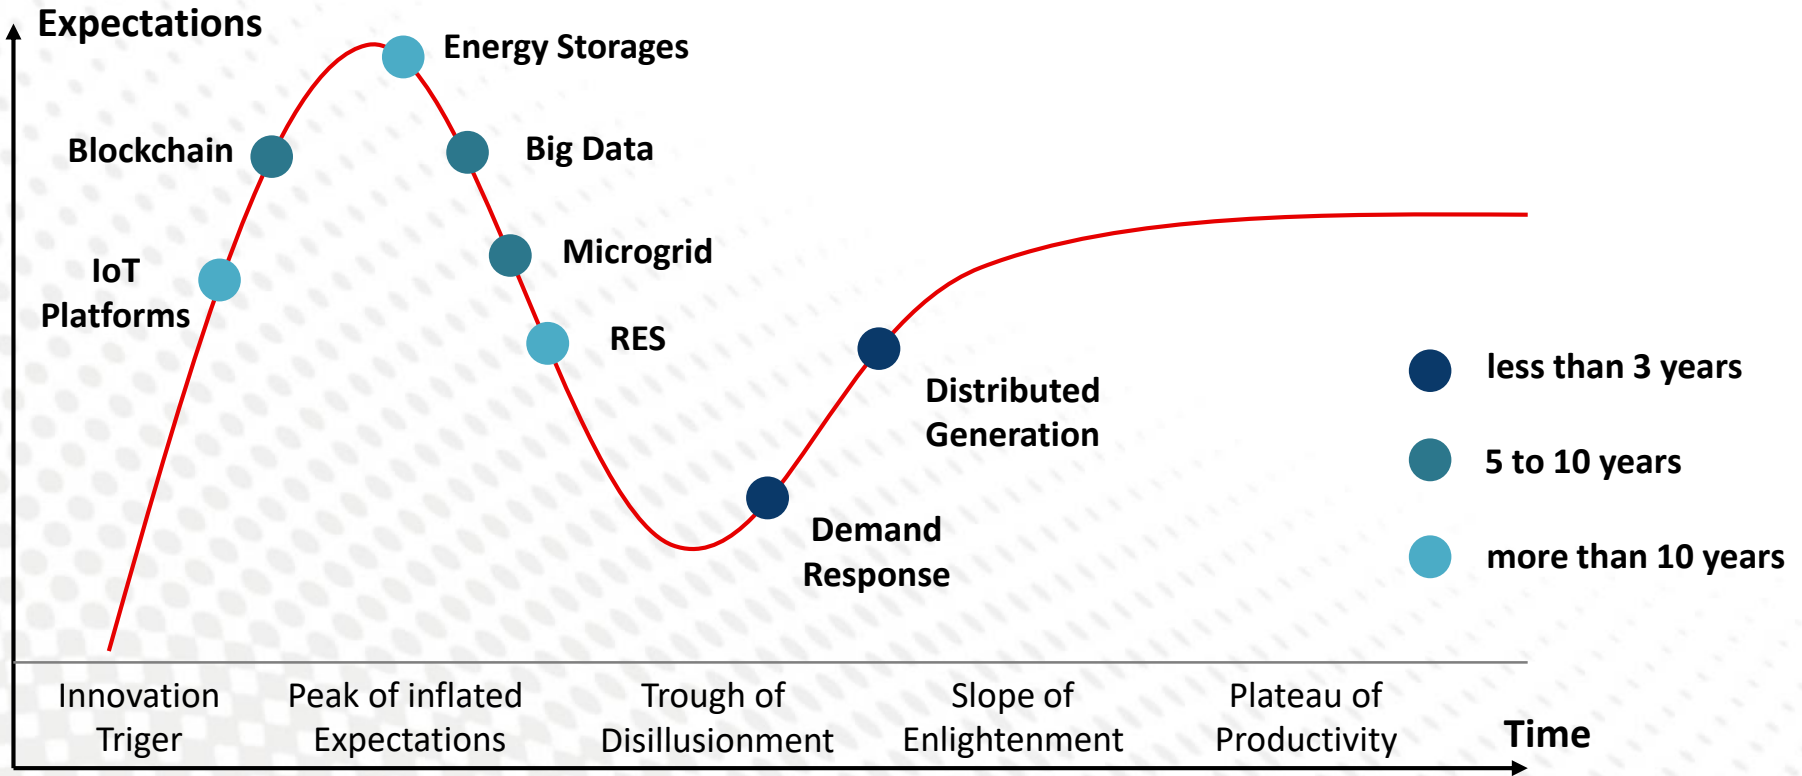 Expectations
Energy Storages
Blockchain
Big Data
Microgrid
IoT
Platforms
RES
Distributed
Generation
Demand
Response
less than 3 years
5 to 10 years
more than 10 years
Innovation
Triger
Peak of inflated
Expectations
Trough of
Disillusionment
Slope of
Enlightenment
Plateau of
Productivity
Time